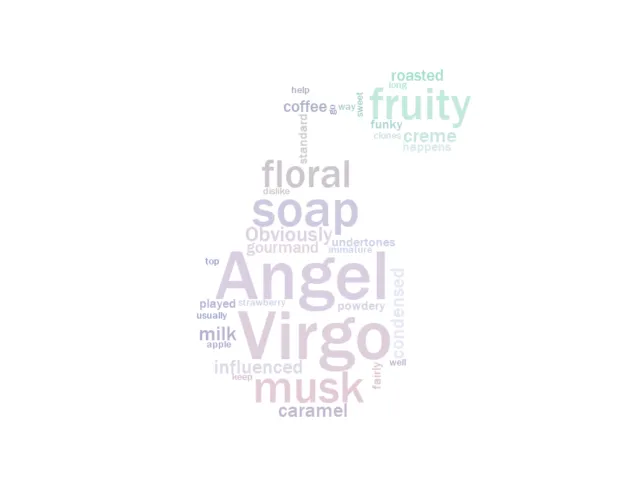 roasted
long
help
fruity
sweet
coffee
go
way
funky
creme
standard
clones
happens
floral
dislike
soap
Obviously
undertones
gourmand
immature
top
Angel
condensed
played
strawberry
powdery
usually
Virgo
milk
apple
influenced
well
fairly
keep
musk
caramel